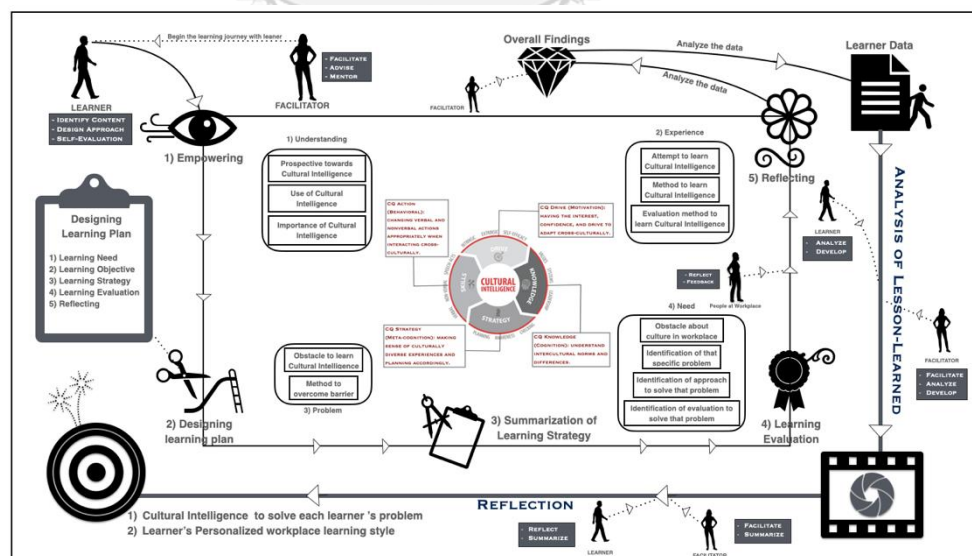 Begin the learning journey with leaner
LEARNER
- IDENTIFY CONTENT
- DESIGN APPROACH
- SELF-EVALUATION
- FACILITATE
- ADVISE
- MENTOR
FACILITATOR
Overall Findings
FACILITATOR
Analyze the data
Analyze the data
Learner Data
1) Empowering
1) Understanding
Prospective towards
Cultural Intelligence
Use of Cultural
Intelligence
Importance of Cultural
Intelligence
2) Experience
Attempt to learn
Cultural Intelligence
Method to learn
Cultural Intelligence
Evaluation method to
learn Cultural Intelligence
5) Reflecting
Designing
Learning Plan
1) Learning Need
2) Learning Objective
3) Learning Strategy
4) Learning Evaluation
5) Reflecting
CQ ACTION
(BEHAVIORAL):
CHANGING VERBAL AND
NONVERBAL ACTIONS
APPROPRIATELY WHEN
INTERACTING CROSS-
CULTURALLY.
CQ DRIVE (MOTIVATION):
HAVING THE INTEREST,
CONFIDENCE, AND DRIVE TO
ADAPT CROSS-CULTURALLY.
DRIVE
KNOWLEDGE
STRATEGY
SKILLS
CULTURAL
INTELLIGENCE
CQ STRATEGY
(META-COGNITION): MAKING
SENSE OF CULTURALLY
DIVERSE EXPERIENCES AND
PLANNING ACCORDINGLY.
CQ KNOWLEDGE
(COGNITION): UNDERSTAND
INTERCULTURAL NORMS AND
DIFFERENCES.
LEARNER
- ANALYZE
- DEVELOP
- REFLECT
- FEEDBACK
People at Workplace
ANALYSIS OF LESSON-LEARNED
FACILITATOR
- FACILITATE
- ANALYZE
- DEVELOP
4) Need
Obstacle about
culture in workplace
Identification of that
specific problem
Identification of approach
to solve that problem
Identification of evaluation to
solve that problem
Obstacle to learn
Cultural Intelligence
Method to
overcome barrier
3) Problem
2) Designing
learning plan
3) Summarization of
Learning Strategy
4) Learning
Evaluation
REFLECTION
1) Cultural Intelligence to solve each learner 's problem
2) Learner's Personalized workplace learning style
- REFLECT
- SUMMARIZE
LEARNER
- FACILITATE
- SUMMARIZE
FACILITATOR